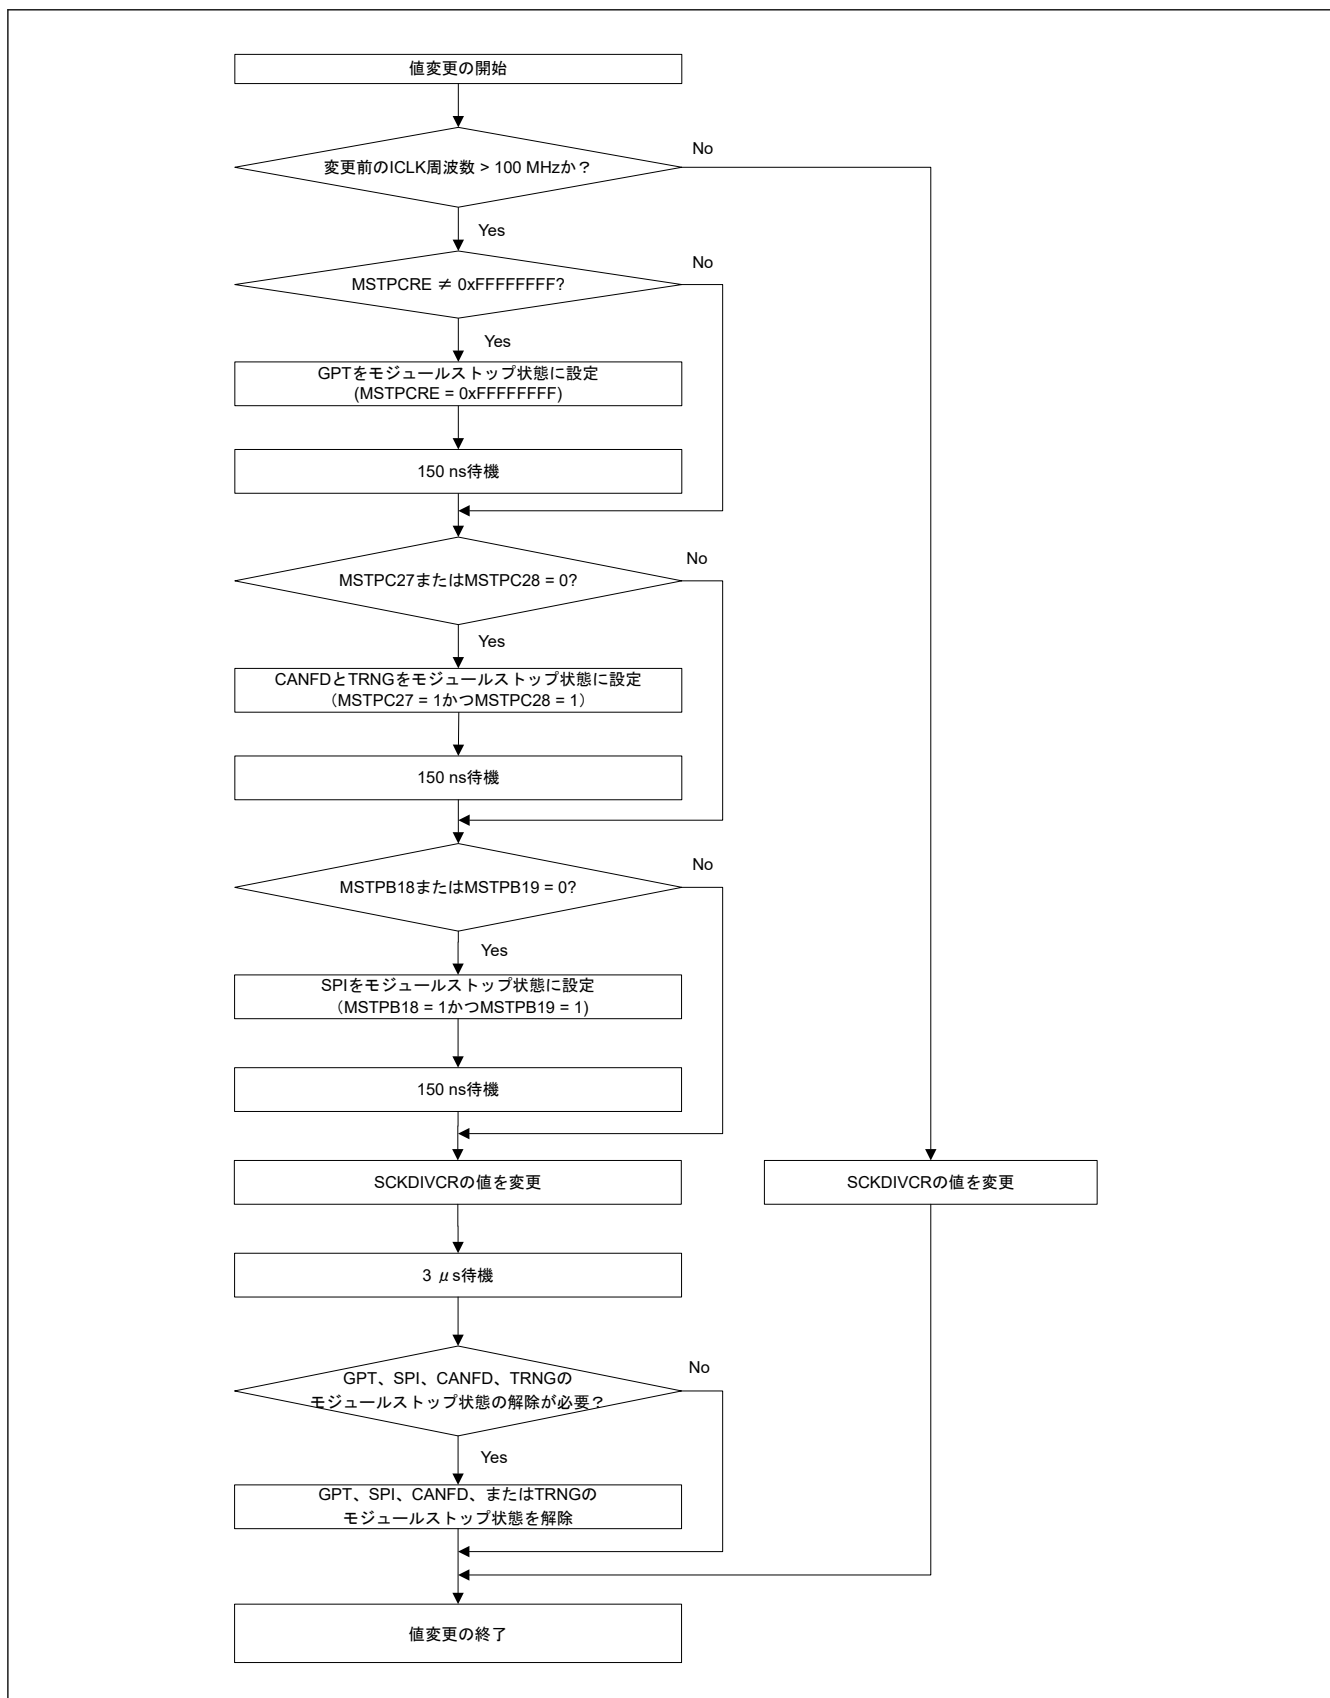 値変更の開始
変更前のICLK周波数 > 100 MHzか？
No
Yes
MSTPCRE ≠ 0xFFFFFFFF?
No
Yes
GPTをモジュールストップ状態に設定
(MSTPCRE = 0xFFFFFFFF)
150 ns待機
MSTPC27またはMSTPC28 = 0?
No
Yes
CANFDとTRNGをモジュールストップ状態に設定
（MSTPC27 = 1かつMSTPC28 = 1）
150 ns待機
MSTPB18またはMSTPB19 = 0?
No
Yes
SPIをモジュールストップ状態に設定
（MSTPB18 = 1かつMSTPB19 = 1)
150 ns待機
SCKDIVCRの値を変更
SCKDIVCRの値を変更
3 μs待機
GPT、SPI、CANFD、TRNGの
モジュールストップ状態の解除が必要？
No
Yes
GPT、SPI、CANFD、またはTRNGの
モジュールストップ状態を解除
値変更の終了